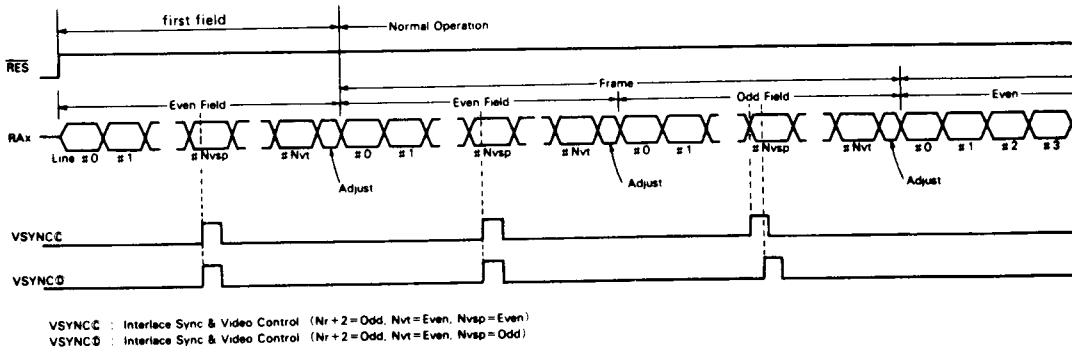 first field
Normal Operation
RES
Frame
Even Field
Even Field
Odd Field
Even
RAx
Line #0 #1 #Nvsp #Nvt #0 #1 #Nvsp #Nvt #0 #1 #Nvsp #Nvt #0 #1 #2 #3
Adjust
Adjust
Adjust
VSYNCⒸ
VSYNCⒹ
VSYNCⒸ : Interlace Sync & Video Control (Nr+2=Odd, Nvt=Even, Nvsp=Even)
VSYNCⒹ : Interlace Sync & Video Control (Nr+2=Odd, Nvt=Even, Nvsp=Odd)